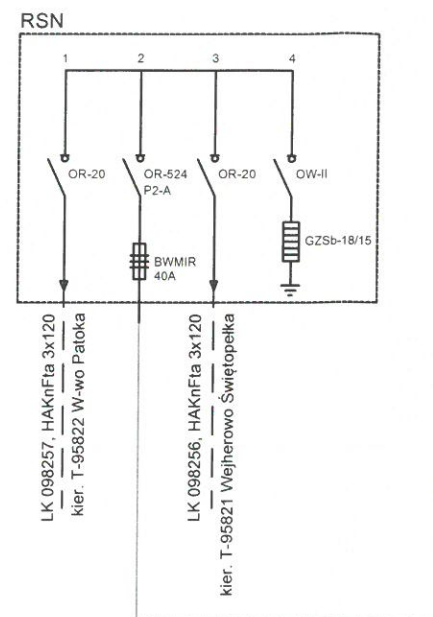 RSN
1
2
3
4
OR-20
OR-524
P2-A
OR-20
OW-II
GZSb-18/15
BWMIR
40A
LK 098257, HAKnFta 3x120
kier. T-95822 W-wo Patoka
LK 098256, HAKnFta 3x120
kier. T-95821 Wejherowo Świętopełka